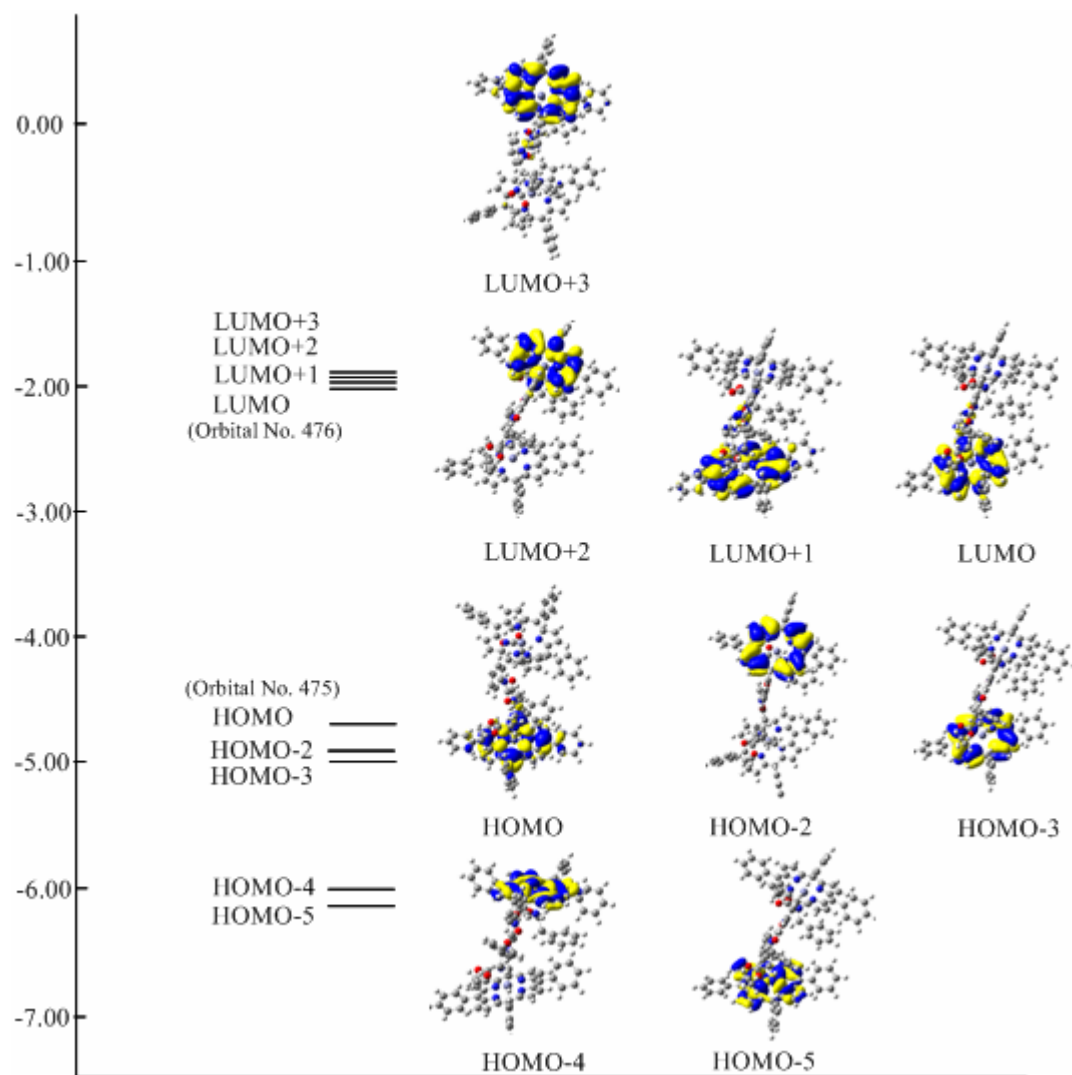 0.00
LUMO+3
-1.00
LUMO+3
LUMO+2
LUMO+1
-2.00
LUMO
(Orbital No. 476)
-3.00
LUMO+2 LUMO+1 LUMO
-4.00
(Orbital No. 475)
HOMO
HOMO-2
-5.00
HOMO-3
HOMO HOMO-2 HOMO-3
HOMO-4
-6.00
HOMO-5
-7.00
HOMO-4 HOMO-5